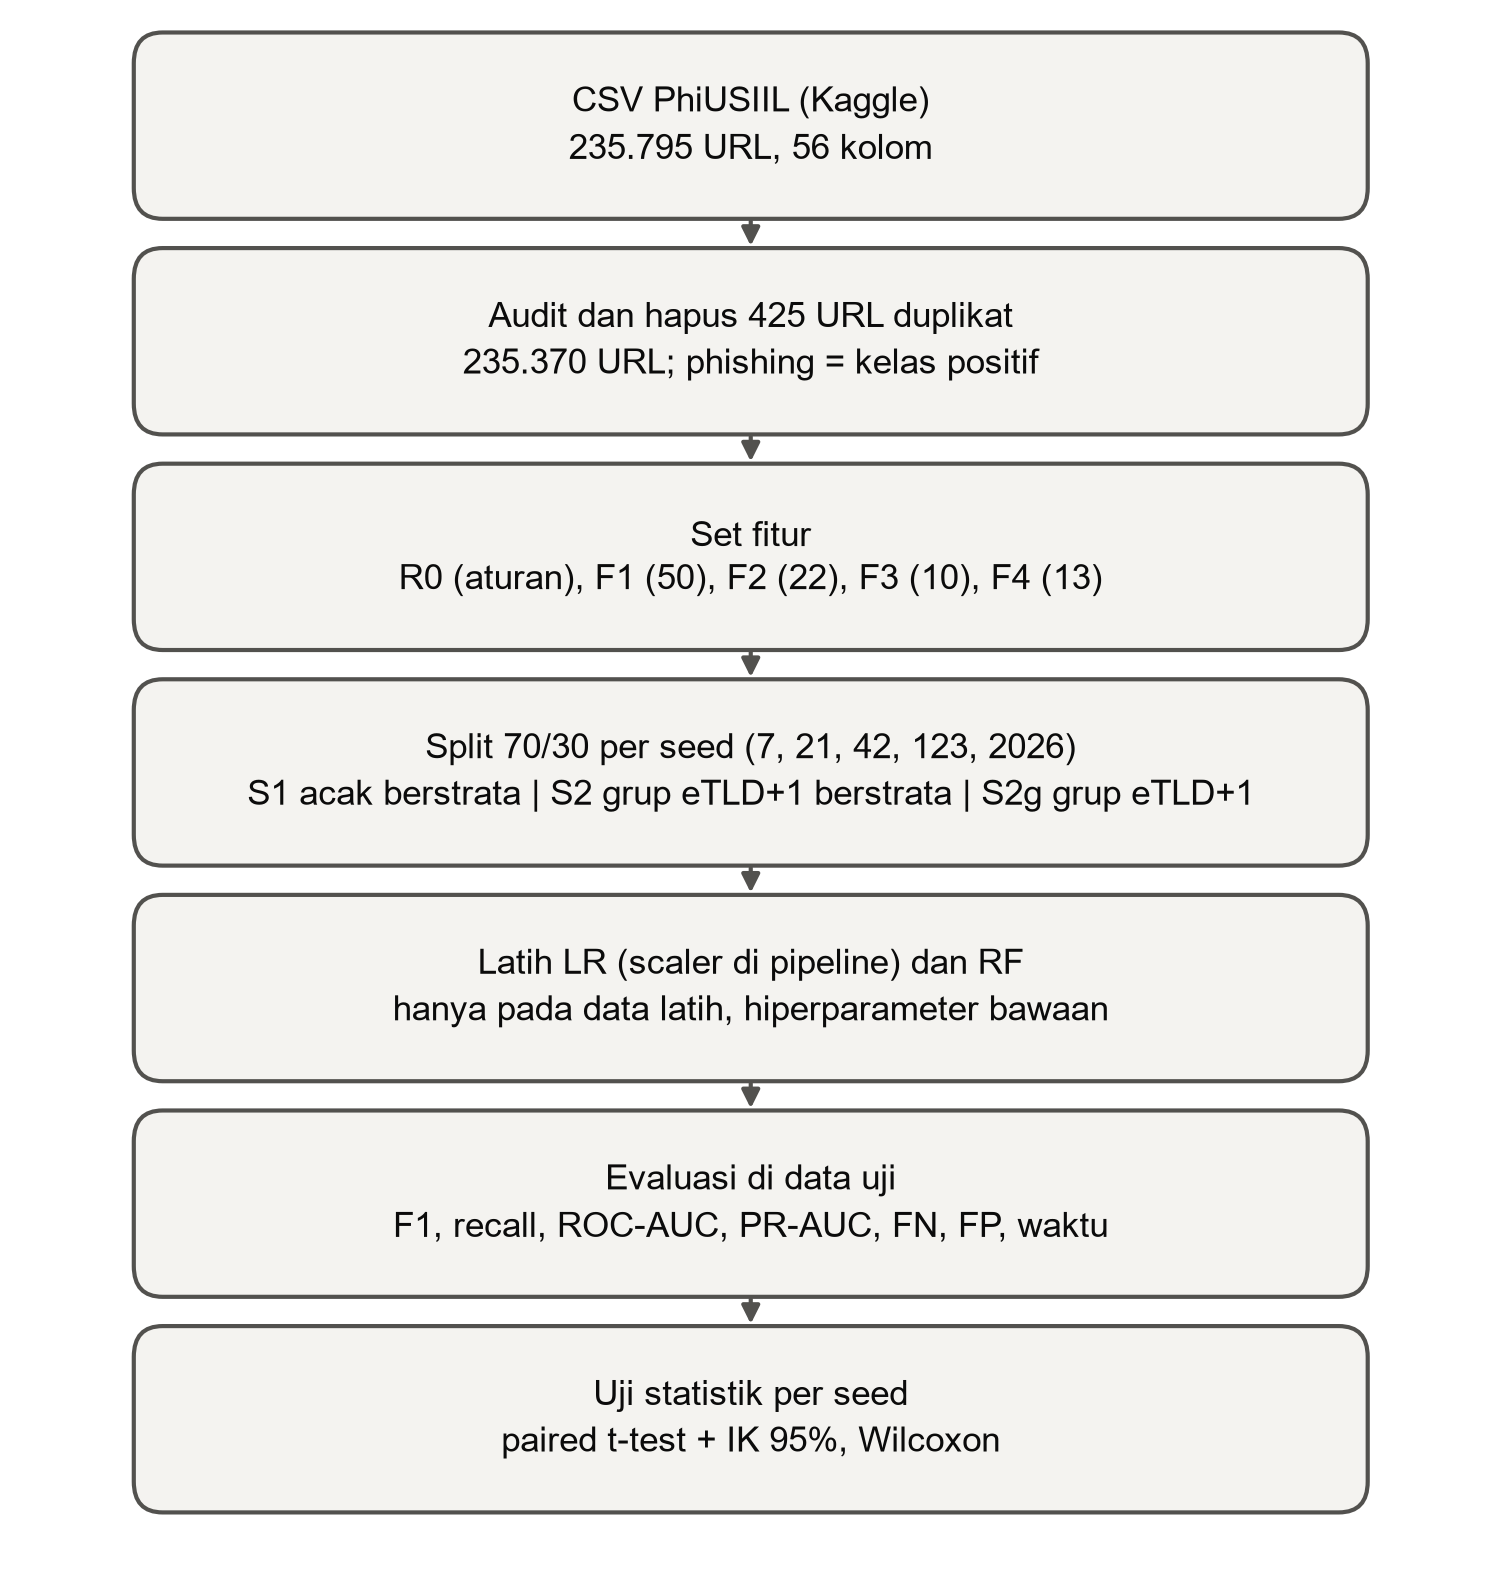 CSV PhiUSIIL (Kaggle)
235.795 URL, 56 kolom
Audit dan hapus 425 URL duplikat
235.370 URL; phishing = kelas positif
Set fitur
R0 (aturan), F1 (50), F2 (22), F3 (10), F4 (13)
Split 70/30 per seed (7, 21, 42, 123, 2026)
S1 acak berstrata | S2 grup eTLD+1 berstrata | S2g grup eTLD+1
Latih LR (scaler di pipeline) dan RF
hanya pada data latih, hiperparameter bawaan
Evaluasi di data uji
F1, recall, ROC-AUC, PR-AUC, FN, FP, waktu
Uji statistik per seed
paired t-test + IK 95%, Wilcoxon